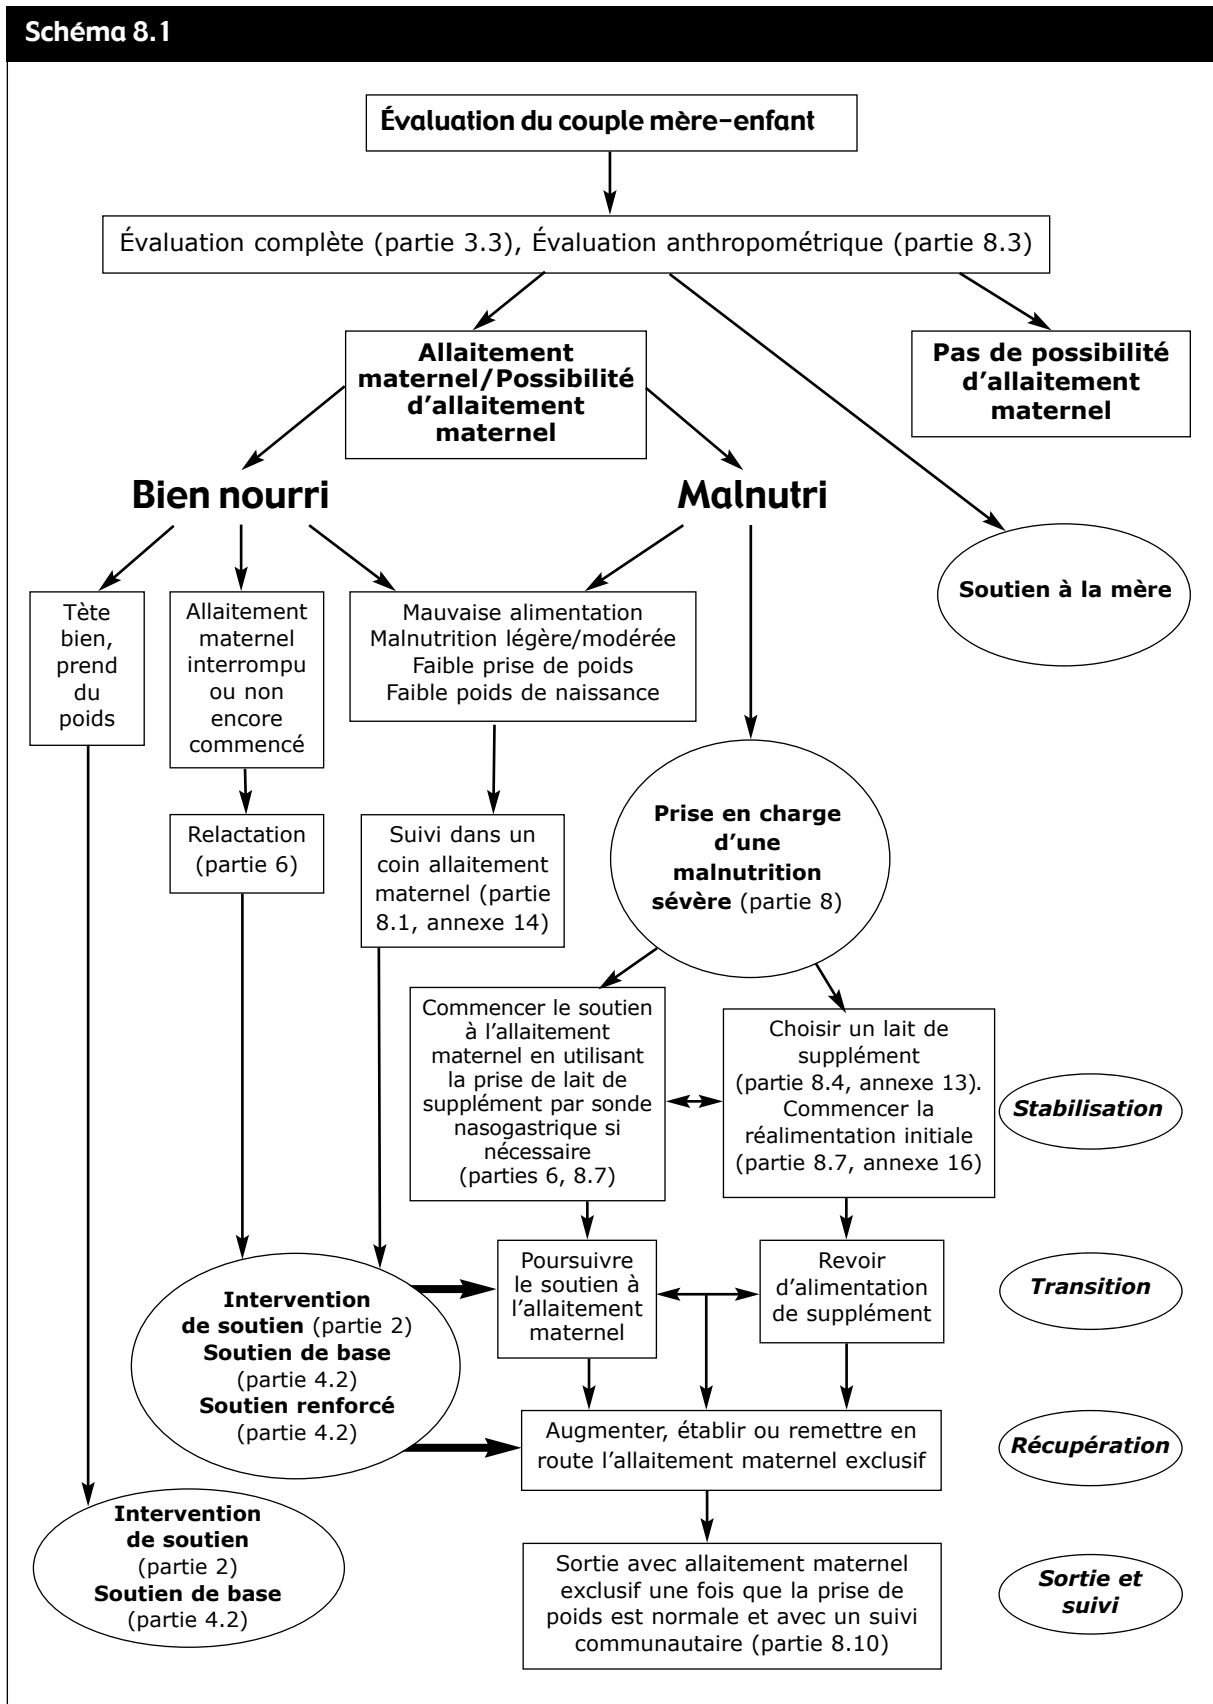 Schéma 8.1
Évaluation du couple mère-enfant
Évaluation complète (partie 3.3), Évaluation anthropométrique (partie 8.3)
Allaitement
maternel/Possibilité
d'allaitement
maternel
Pas de possibilité
d'allaitement
maternel
Bien nourri
Malnutri
Soutien à la mère
Tète
bien,
prend
du
poids
Allaitement
maternel
interrompu
ou non
encore
commencé
Mauvaise alimentation
Malnutrition légère/modérée
Faible prise de poids
Faible poids de naissance
Relactation
(partie 6)
Suivi dans un
coin allaitement
maternel (partie
8.1, annexe 14)
Prise en charge
d'une
malnutrition
sévère (partie 8)
Commencer le soutien
à l'allaitement
maternel en utilisant
la prise de lait de
supplément par sonde
nasogastrique si
nécessaire
(parties 6, 8.7)
Choisir un lait de
supplément
(partie 8.4, annexe 13).
Commencer la
réalimentation initiale
(partie 8.7, annexe 16)
Stabilisation
Poursuivre
le soutien à
l'allaitement
maternel
Revoir
d'alimentation
de supplément
Transition
Intervention
de soutien (partie 2)
Soutien de base
(partie 4.2)
Soutien renforcé
(partie 4.2)
Augmenter, établir ou remettre en
route l'allaitement maternel exclusif
Récupération
Intervention
de soutien
(partie 2)
Soutien de base
(partie 4.2)
Sortie avec allaitement maternel
exclusif une fois que la prise de
poids est normale et avec un suivi
communautaire (partie 8.10)
Sortie et
suivi